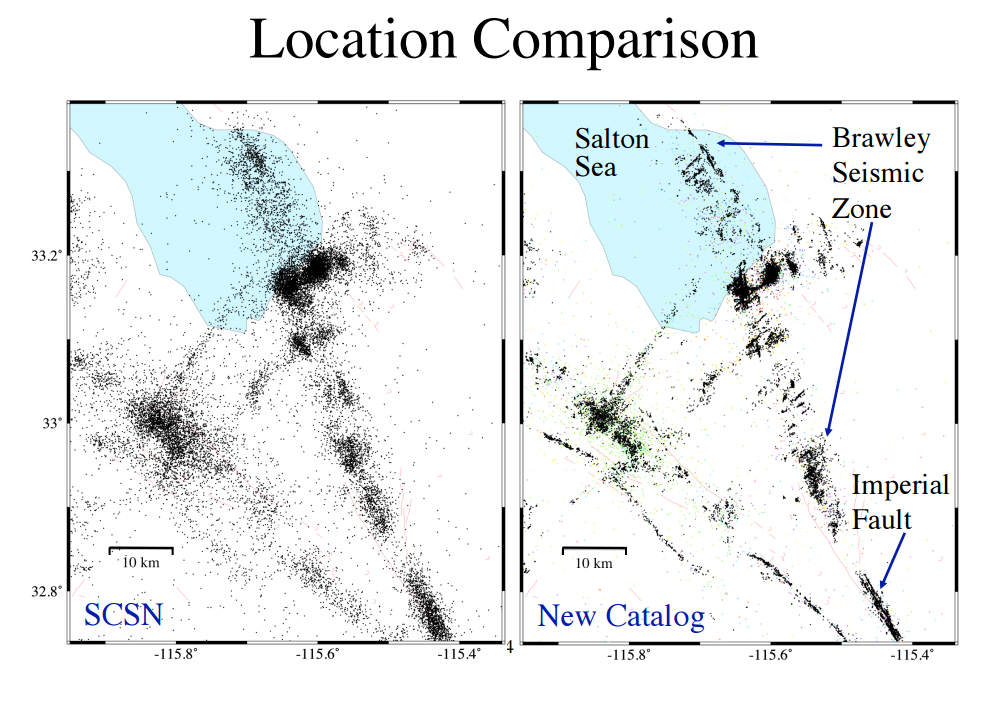 Location Comparison
33.2°
33°
32.8°
10 km
SCSN
-115.8°
-115.6°
-115.4°
4
Salton
Sea
Brawley
Seismic
Zone
Imperial
Fault
10 km
New Catalog
-115.8°
-115.6°
-115.4°